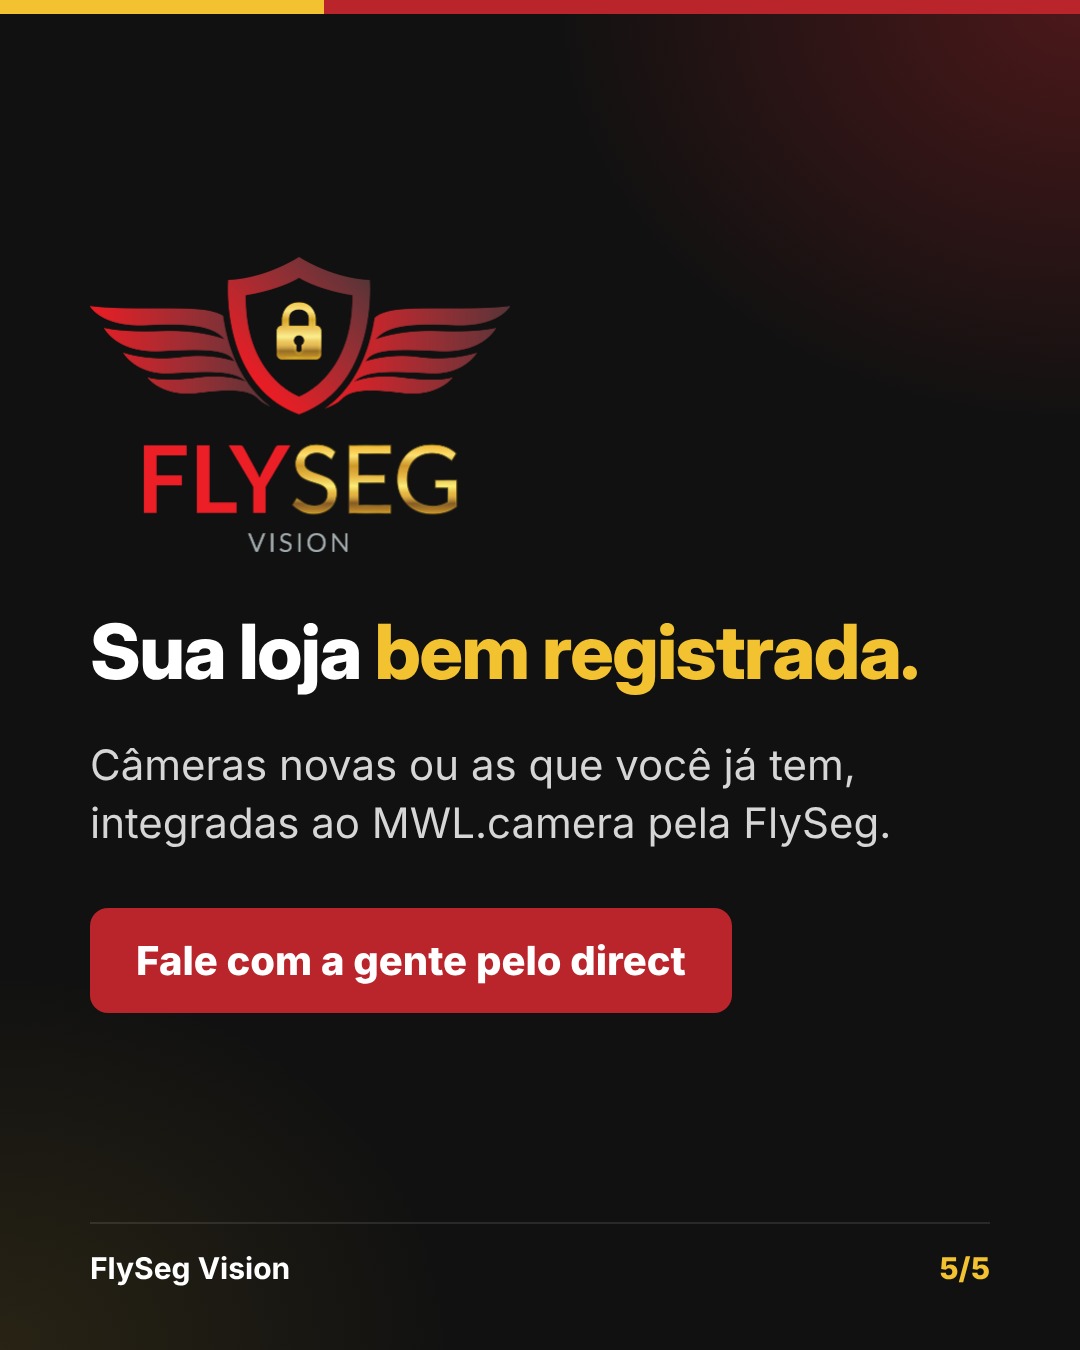 FLYSEG
VISION
Sua loja bem registrada.
Câmeras novas ou as que você já tem,
integradas ao MWL.camera pela FlySeg.
Fale com a gente pelo direct
FlySeg Vision
5/5